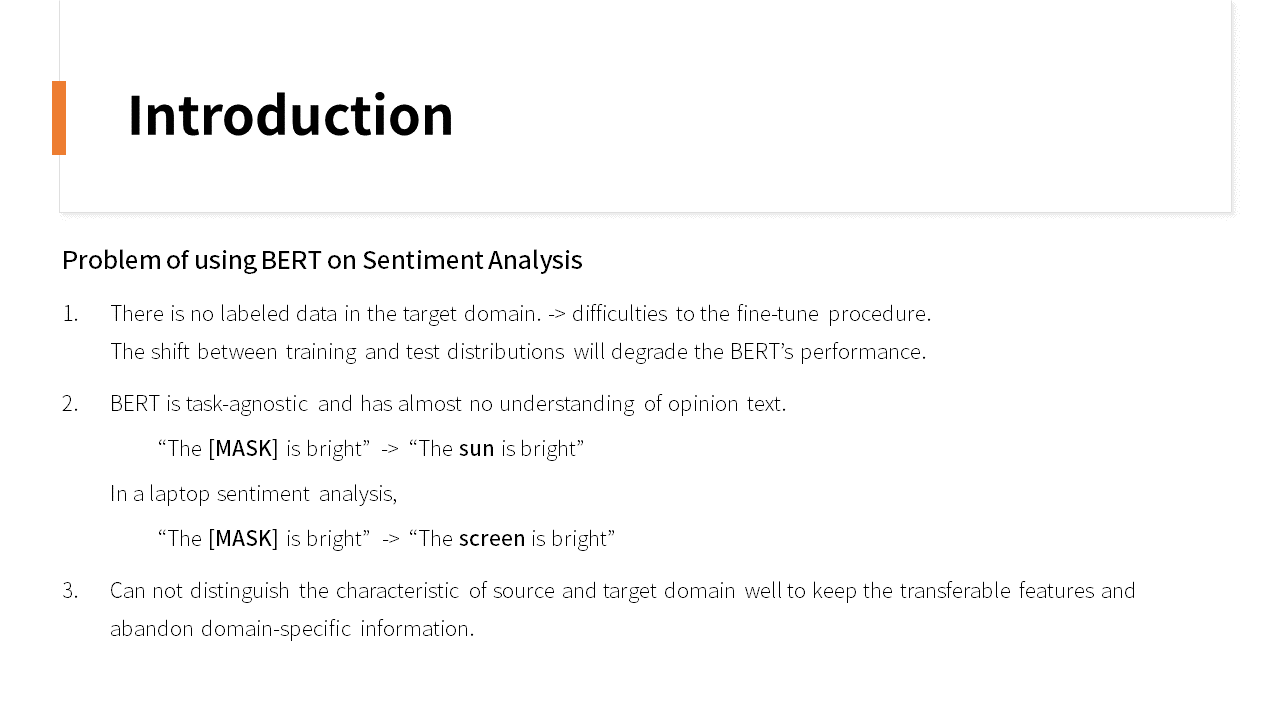 Introduction
Problem of using BERT on Sentiment Analysis
1. There is no labeled data in the target domain. -> difficulties to the fine-tune procedure.
The shift between training and test distributions will degrade the BERT’s performance.
2. BERT is task-agnostic and has almost no understanding of opinion text.
“The [MASK] is bright” -> “The sun is bright”
In a laptop sentiment analysis,
“The [MASK] is bright” -> “The screen is bright”
3. Can not distinguish the characteristic of source and target domain well to keep the transferable features and
abandon domain-specific information.